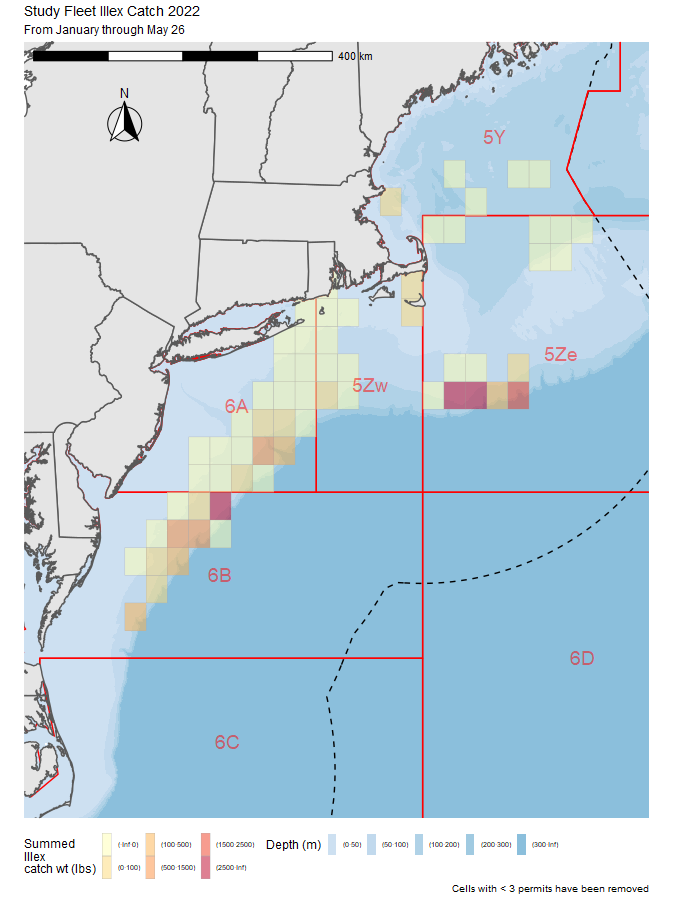 Study Fleet Illex Catch 2022
From January through May 26
400 km
N
5Y
5Ze
5Zw
6A
6B
6D
6C
Summed
Illex
catch wt (lbs)
(-Inf·0)
(0·100)
(100·500)
(500·1500)
(1500·2500)
(2500·Inf)
Depth (m)
(0·50)
(50·100)
(100·200)
(200·300)
(300·Inf)
Cells with < 3 permits have been removed